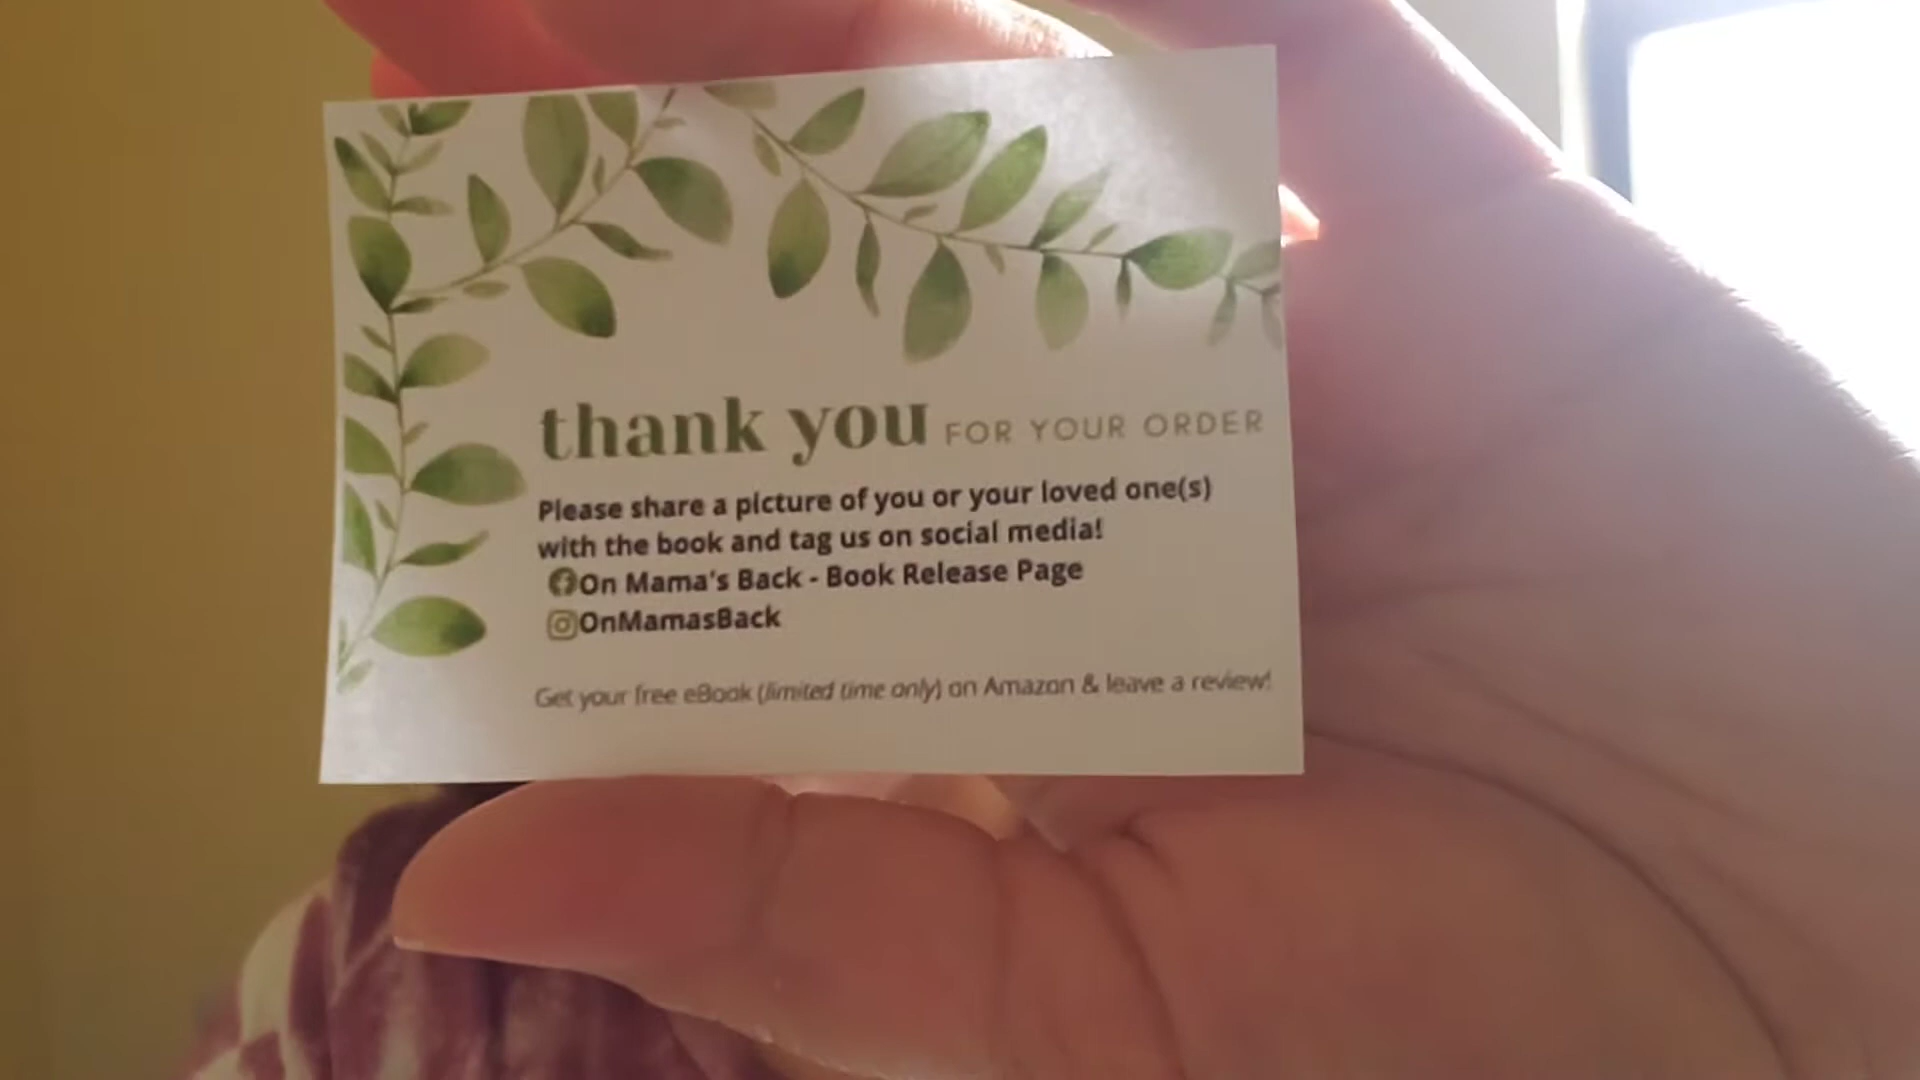 thank you FOR YOUR ORDER
Please share a picture of you or your loved one(s)
with the book and tag us on social media!
On Mama's Back - Book Release Page
OnMamasBack
Get your free eBook (limited time only) on Amazon & leave a review!